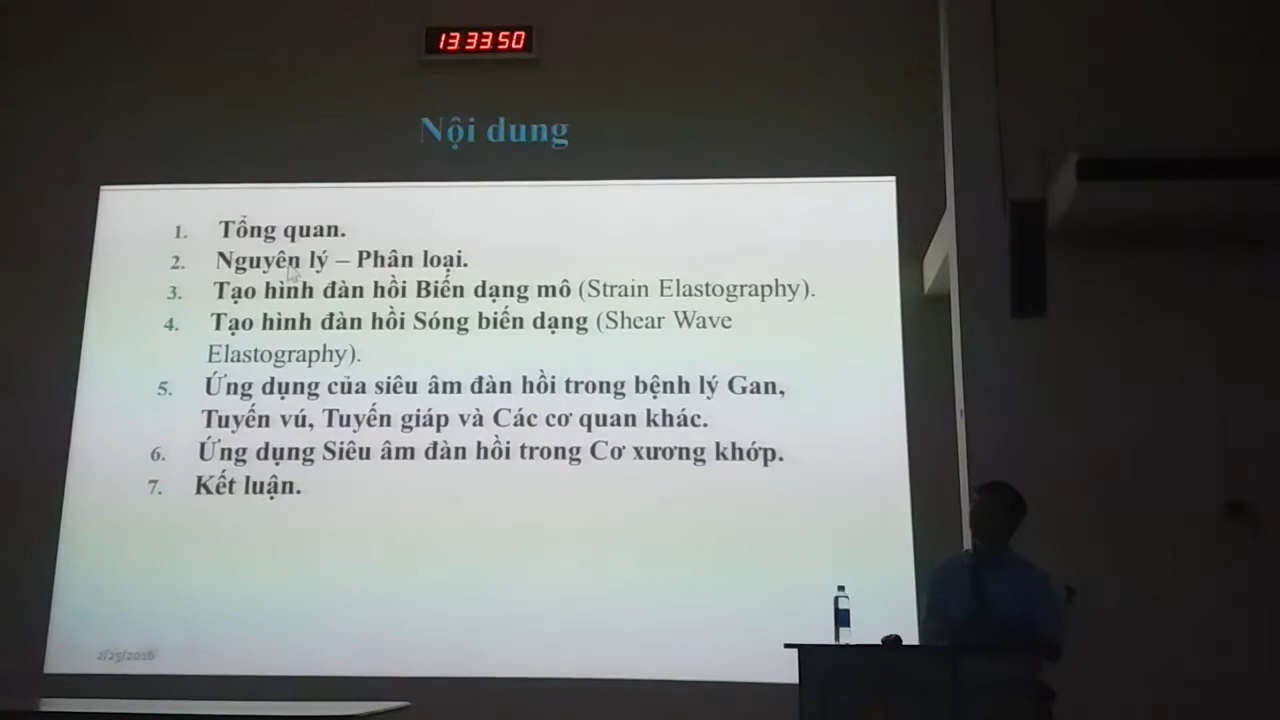 13:33:50
Nội dung
1. Tổng quan.
2. Nguyên lý – Phân loại.
3. Tạo hình đàn hồi Biến dạng mô (Strain Elastography).
4. Tạo hình đàn hồi Sóng biến dạng (Shear Wave
Elastography).
5. Ứng dụng của siêu âm đàn hồi trong bệnh lý Gan,
Tuyến vú, Tuyến giáp và Các cơ quan khác.
6. Ứng dụng Siêu âm đàn hồi trong Cơ xương khớp.
7. Kết luận.
2/25/2016